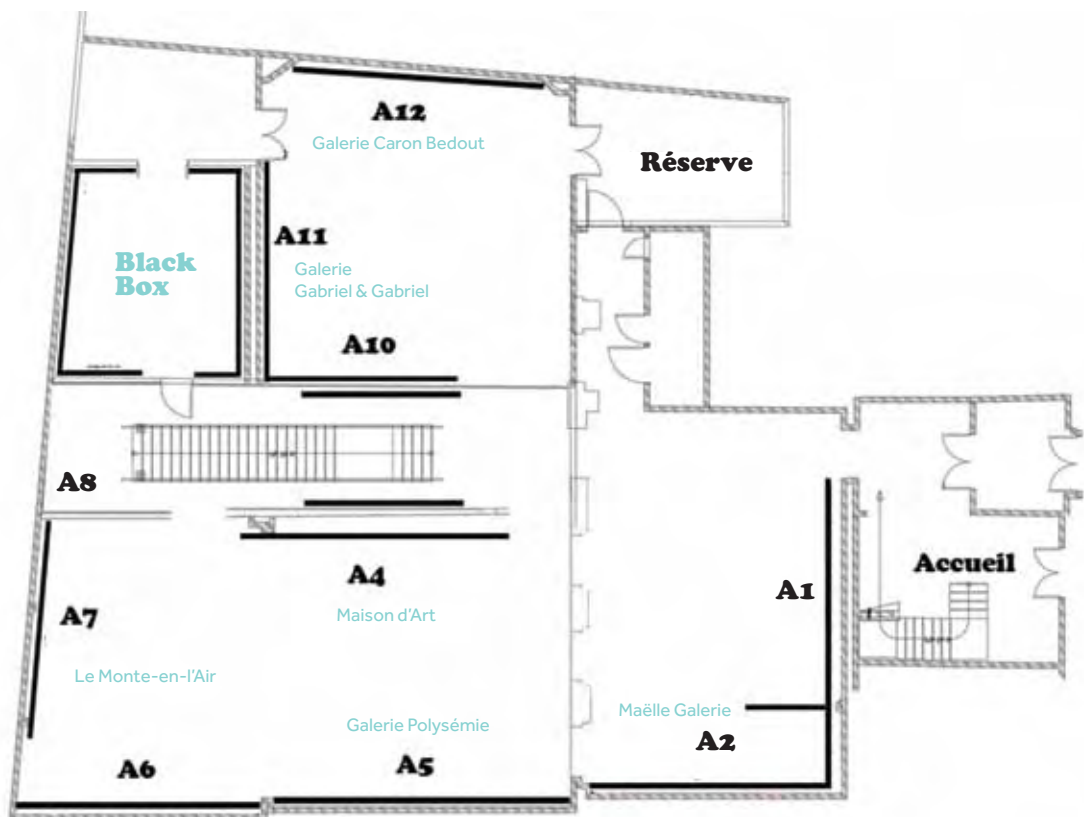 A12
Galerie Caron Bedout
Réserve
A11
Galerie
Gabriel & Gabriel
Black
Box
A10
A8
A4
Maison d'Art
A7
Le Monte-en-l'Air
Galerie Polysémie
A6
A5
A1
Accueil
Maëlle Galerie
A2